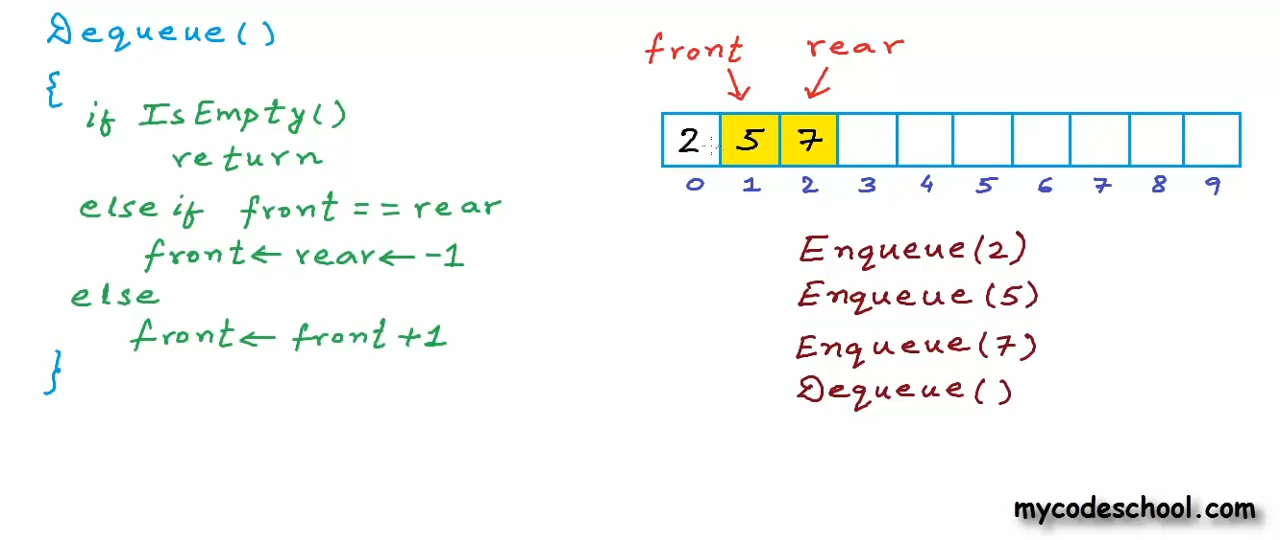 Dequeue()
{
if IsEmpty()
return
else if front == rear
front ← rear ← -1
else
front ← front +1
}
front rear
2 5 7
0 1 2 3 4 5 6 7 8 9
Enqueue(2)
Enqueue(5)
Enqueue(7)
Dequeue()
mycodeschool.com